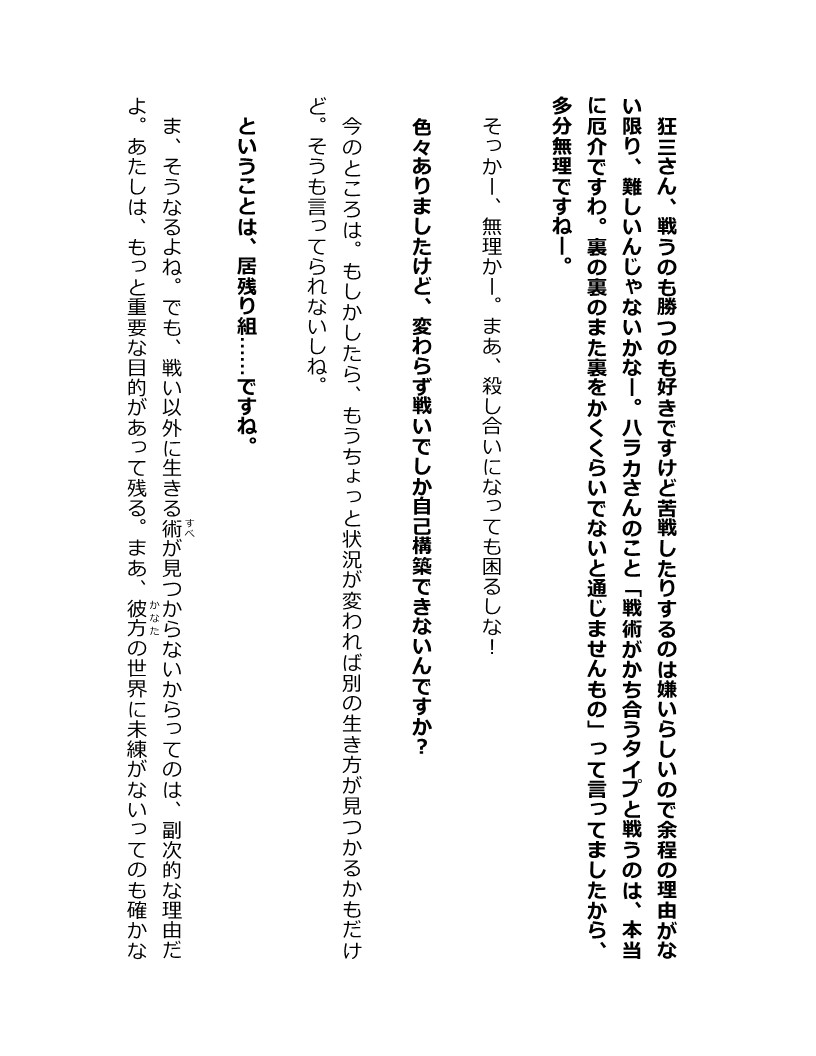 狂三さん、戦うのも勝つのも好きですけど苦戦したりするのは嫌いらしいので余程の理由がな
い限り、難しいんじゃないかなー。ハラカさんのこと「戦術がかち合うタイプと戦うのは、本当
に厄介ですわ。裏の裏のまた裏をかくくらいでないと通じませんもの」って言ってましたから、
多分無理ですねー。
そっかー、無理かー。まあ、殺し合いになっても困るしな！
色々ありましたけど、変わらず戦いでしか自己構築できないんですか？
今のところは。もしかしたら、もうちょっと状況が変われば別の生き方が見つかるかもだけ
ど。そうも言ってられないしね。
ということは、居残り組……ですね。
ま、そうなるよね。でも、戦い以外に生きる術すべが見つからないからってのは、副次的な理由だ
よ。あたしは、もっと重要な目的があって残る。まあ、彼方かなたの世界に未練がないってのも確かな